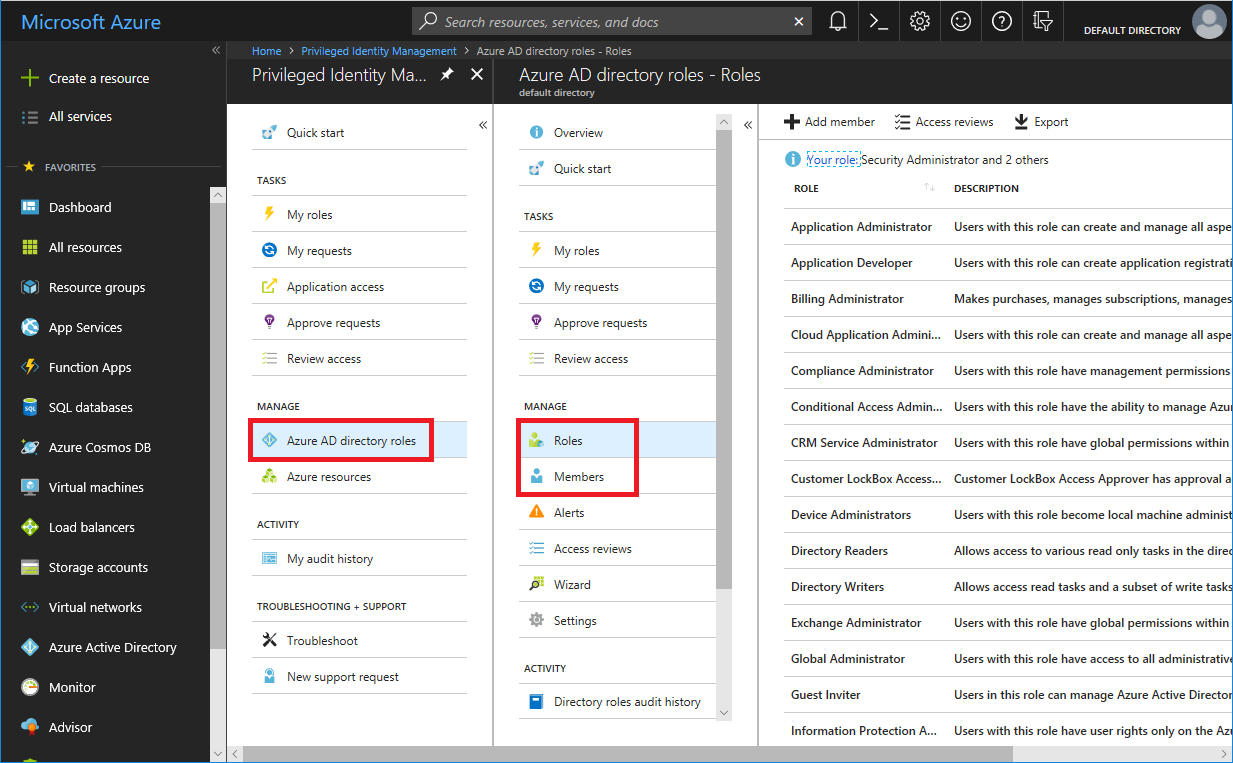 Microsoft Azure
Search resources, services, and docs
DEFAULT DIRECTORY
Create a resource
All services
FAVORITES
Dashboard
All resources
Resource groups
App Services
Function Apps
SQL databases
Azure Cosmos DB
Virtual machines
Load balancers
Storage accounts
Virtual networks
Azure Active Directory
Monitor
Advisor
Home > Privileged Identity Management > Azure AD directory roles - Roles
Privileged Identity Ma...
Quick start
TASKS
My roles
My requests
Application access
Approve requests
Review access
MANAGE
Azure AD directory roles
Azure resources
ACTIVITY
My audit history
TROUBLESHOOTING + SUPPORT
Troubleshoot
New support request
Azure AD directory roles - Roles
default directory
Overview
Quick start
TASKS
My roles
My requests
Approve requests
Review access
MANAGE
Roles
Members
Alerts
Access reviews
Wizard
Settings
ACTIVITY
Directory roles audit history
Add member Access reviews Export
Your role: Security Administrator and 2 others
ROLE DESCRIPTION
Application Administrator Users with this role can create and manage all aspe
Application Developer Users with this role can create application registrati
Billing Administrator Makes purchases, manages subscriptions, manages
Cloud Application Admini... Users with this role can create and manage all aspe
Compliance Administrator Users with this role have management permissions
Conditional Access Admin... Users with this role have the ability to manage Azur
CRM Service Administrator Users with this role have global permissions within
Customer LockBox Access... Customer LockBox Access Approver has approval a
Device Administrators Users with this role become local machine administ
Directory Readers Allows access to various read only tasks in the direc
Directory Writers Allows access read tasks and a subset of write tasks
Exchange Administrator Users with this role have global permissions within
Global Administrator Users with this role have access to all administrative
Guest Inviter Users in this role can manage Azure Active Director
Information Protection A... Users with this role have user rights only on the Az